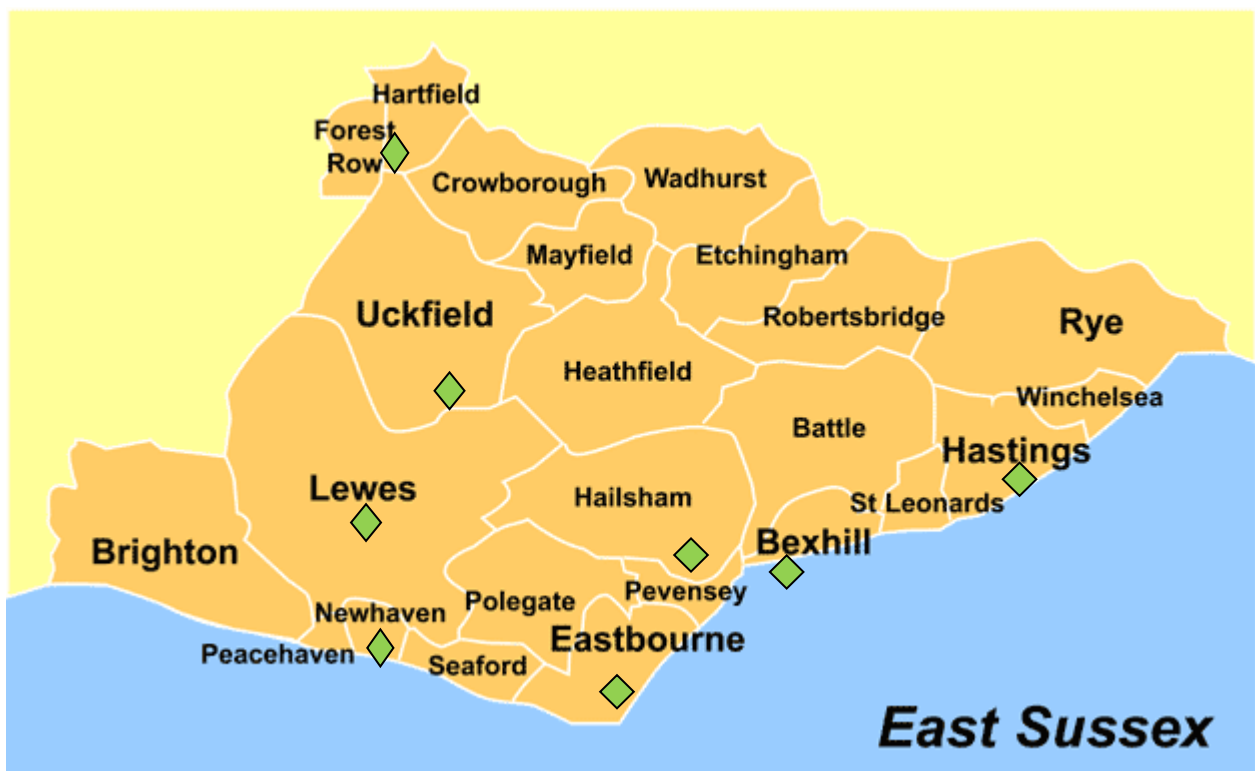 Hartfield
Forest
Row
Crowborough
Wadhurst
Mayfield
Etchingham
Uckfield
Robertsbridge
Rye
Heathfield
Winchelsea
Battle
Hastings
Lewes
Hailsham
St Leonards
Brighton
Bexhill
Pevensey
Polegate
Newhaven
Eastbourne
Peacehaven
Seaford
East Sussex